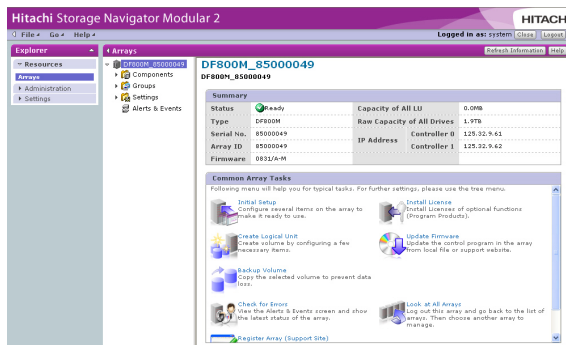 Hitachi Storage Navigator Modular 2
HITACH
File Go Help
Logged in as: system Close Logout
Explorer
Arrays
Refresh Information Help
Resources
Arrays
Administration
Settings
DF800M_85000049
Components
Groups
Settings
Alerts & Events
DF800M_85000049
DF800M_85000049
Summary
Status Ready Capacity of All LU 0.0MB
Type DF800M Raw Capacity of All Drives 1.9TB
Serial No. 85000049 IP Address Controller 0 125.32.9.61
Array ID 85000049 Controller 1 125.32.9.62
Firmware 0831/A-M
Common Array Tasks
Following menu will help you for typical tasks. For further settings, please use the tree menu.
Initial Setup
Configure several items on the array to
make it ready to use.
Install License
Install Licenses of optional functions
(Program Products).
Create Logical Unit
Create volume by configuring a few
necessary items.
Update Firmware
Update the control program in the array
from local file or support website.
Backup Volume
Copy the selected volume to prevent data
loss.
Check for Errors
View the Alerts & Events screen and show
the latest status of the array.
Look at All Arrays
Log out this array and go back to the list of
arrays. Then choose another array to
manage.
Register Array (Support Site)